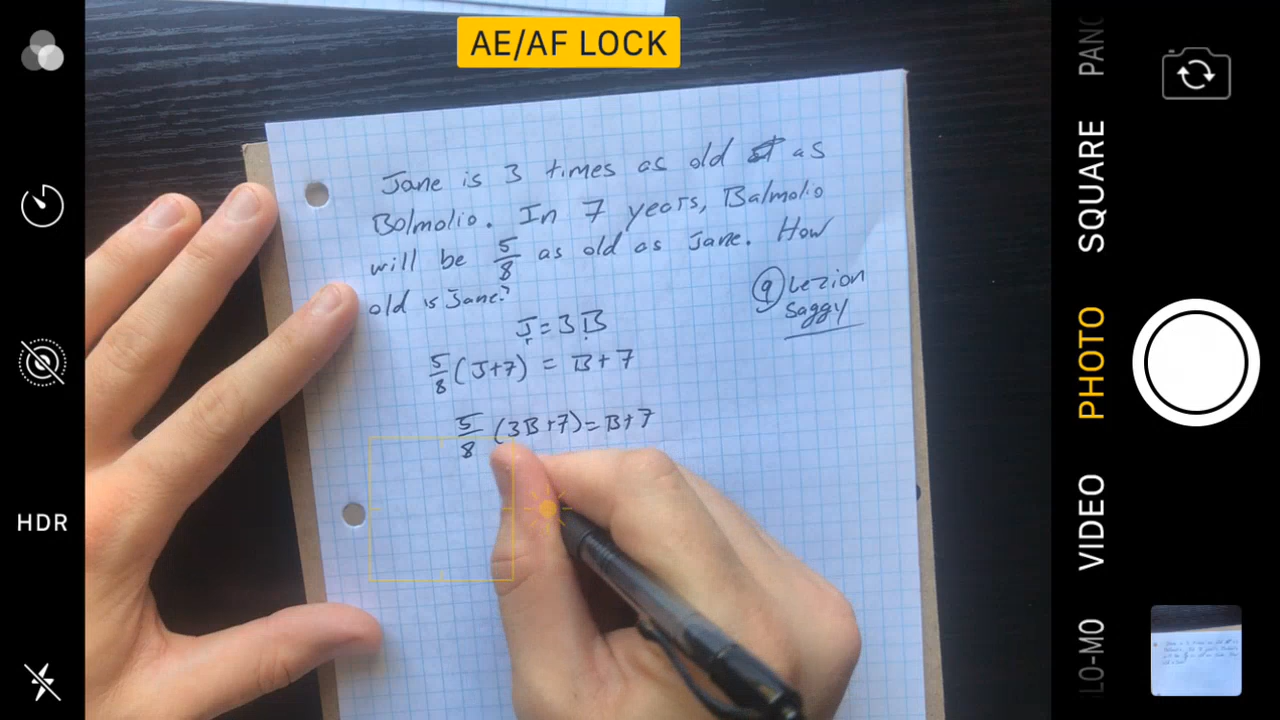 AE/AF LOCK
Jane is 3 times as old as
Bolmolio. In 7 years, Balmolio
will be 5/8 as old as Jane. How
old is Jane?
@Lezion
Saggy
J = 3B
5/8 (J+7) = B+7
5/8 (3B+7) = B+7
HDR
PANO
SQUARE
PHOTO
VIDEO
LO-MO